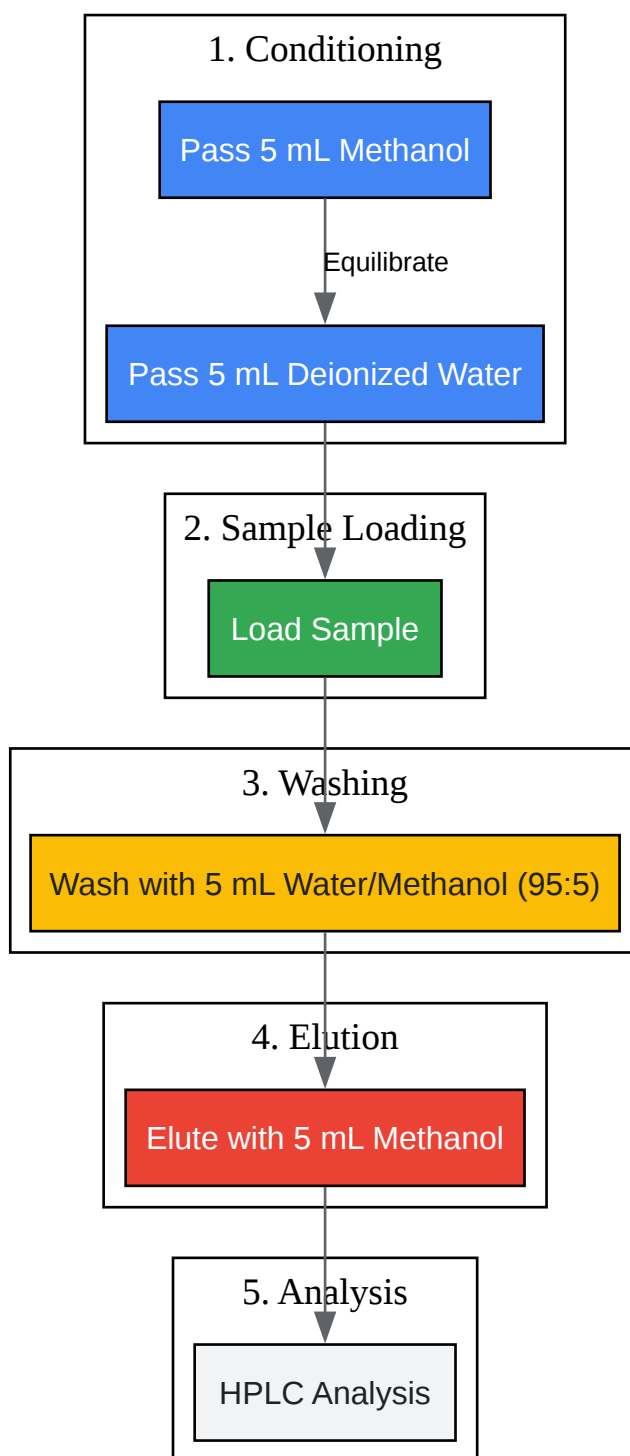 1. Conditioning
Pass 5 mL Methanol
Equilibrate
Pass 5 mL Deionized Water
2. Sample Loading
Load Sample
3. Washing
Wash with 5 mL Water/Methanol (95:5)
4. Elution
Elute with 5 mL Methanol
5. Analysis
HPLC Analysis